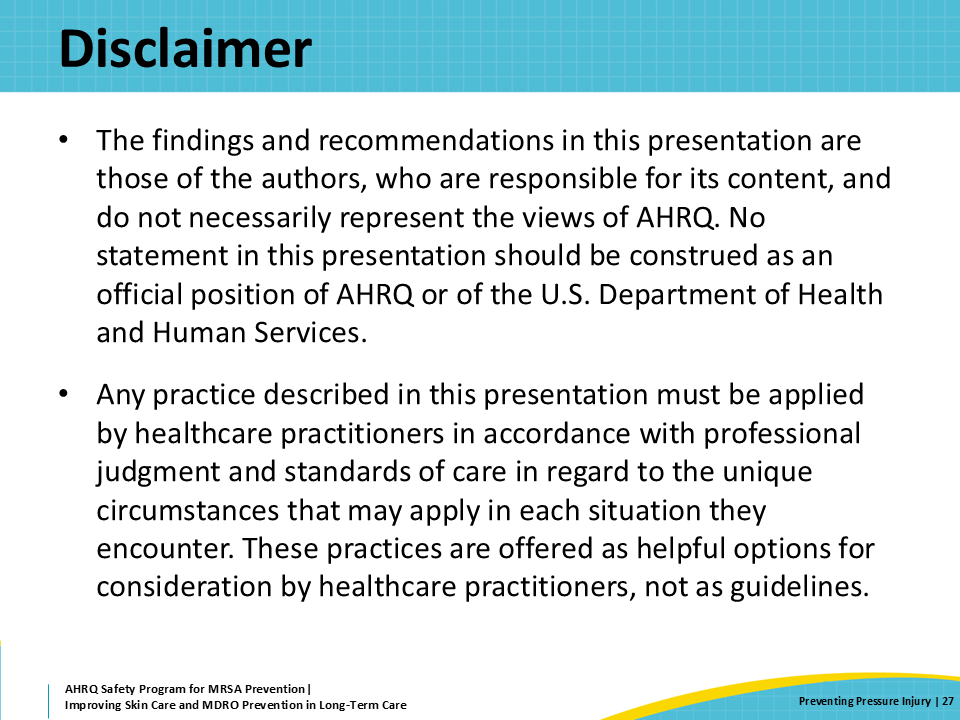 Disclaimer
• The findings and recommendations in this presentation are
those of the authors, who are responsible for its content, and
do not necessarily represent the views of AHRQ. No
statement in this presentation should be construed as an
official position of AHRQ or of the U.S. Department of Health
and Human Services.
• Any practice described in this presentation must be applied
by healthcare practitioners in accordance with professional
judgment and standards of care in regard to the unique
circumstances that may apply in each situation they
encounter. These practices are offered as helpful options for
consideration by healthcare practitioners, not as guidelines.
AHRQ Safety Program for MRSA Prevention|
Improving Skin Care and MDRO Prevention in Long-Term Care
Preventing Pressure Injury | 27